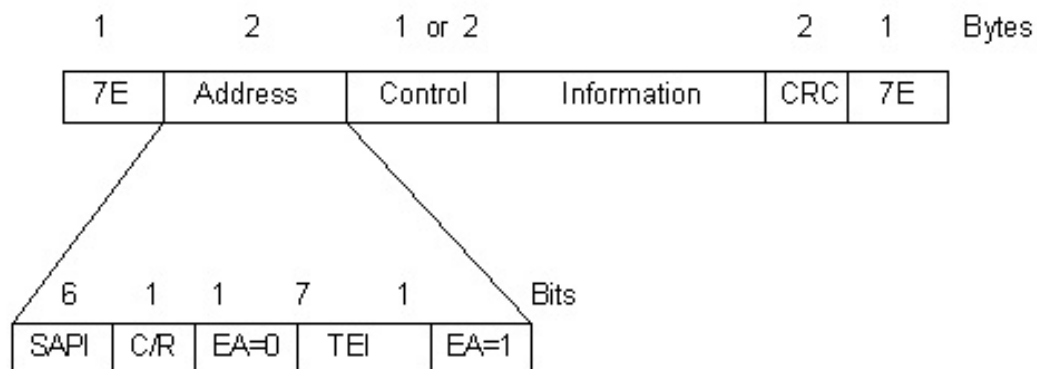 1 2 1 or 2 2 1 Bytes
7E Address Control Information CRC 7E
6 1 1 7 1 Bits
SAPI C/R EA=0 TEI EA=1